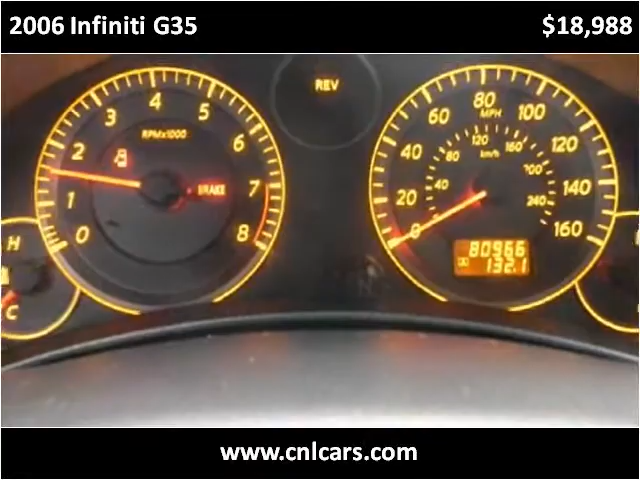 2006 Infiniti G35 $18,988
REV
0 1 2 3 4 5 6 7 8
RPMx1000
BRAKE
0 20 40 60 80 100 120 140 160
MPH
40 80 120 160 200 240
km/h
80966
132.1
H
C
www.cnlcars.com